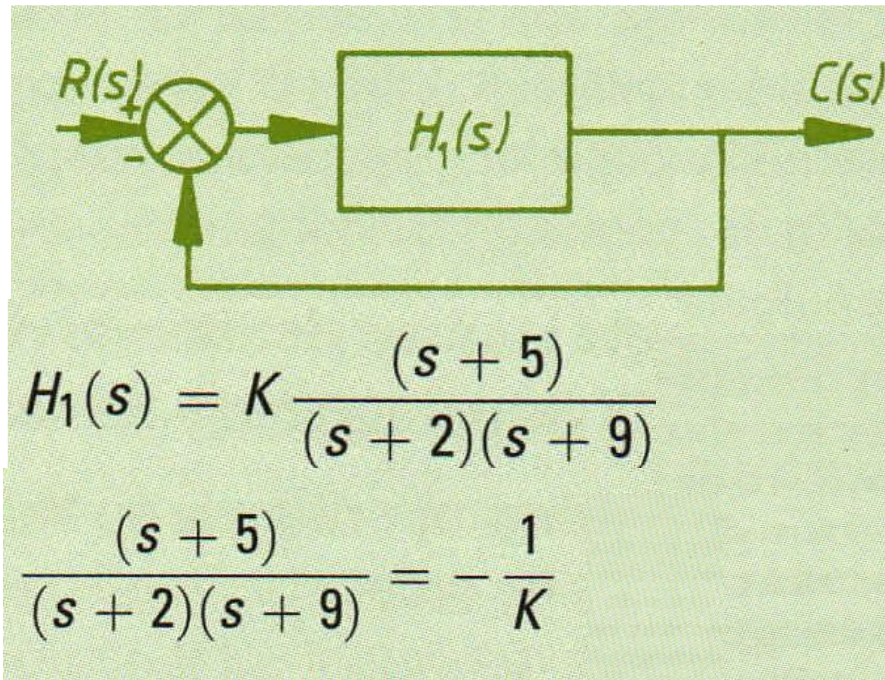 R(s)
+
-
H₁(s)
C(s)
H₁(s) = K (s + 5) / (s + 2)(s + 9)
(s + 5) / (s + 2)(s + 9) = - 1 / K